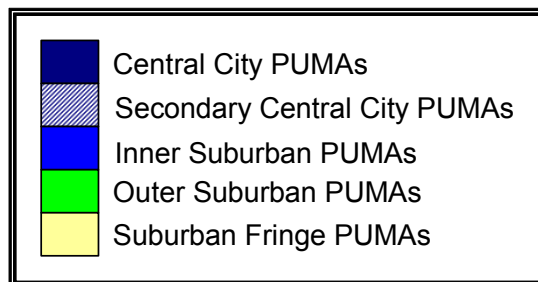 Central City PUMAs
Secondary Central City PUMAs
Inner Suburban PUMAs
Outer Suburban PUMAs
Suburban Fringe PUMAs